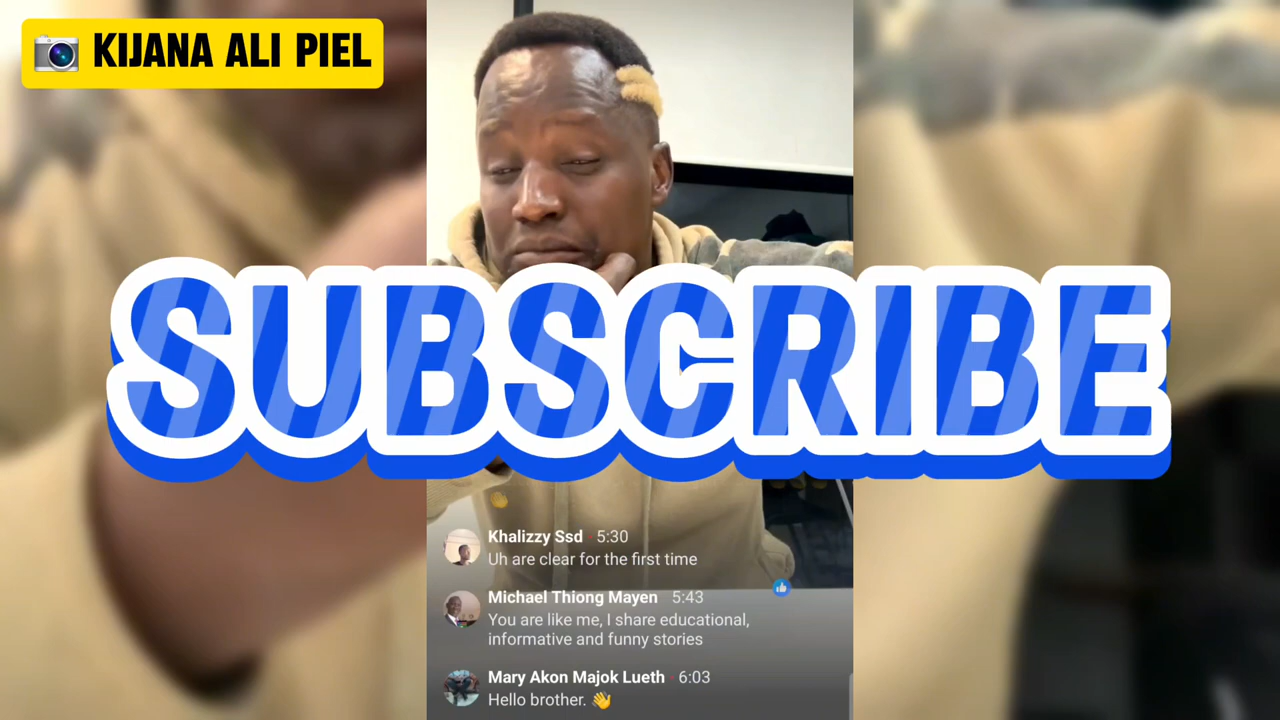 📷 KIJANA ALI PIEL
SUBSCRIBE
Khalizzy Ssd 5:30
Uh are clear for the first time
Michael Thiong Mayen 5:43
You are like me, I share educational,
informative and funny stories
Mary Akon Majok Lueth 6:03
Hello brother. 👋